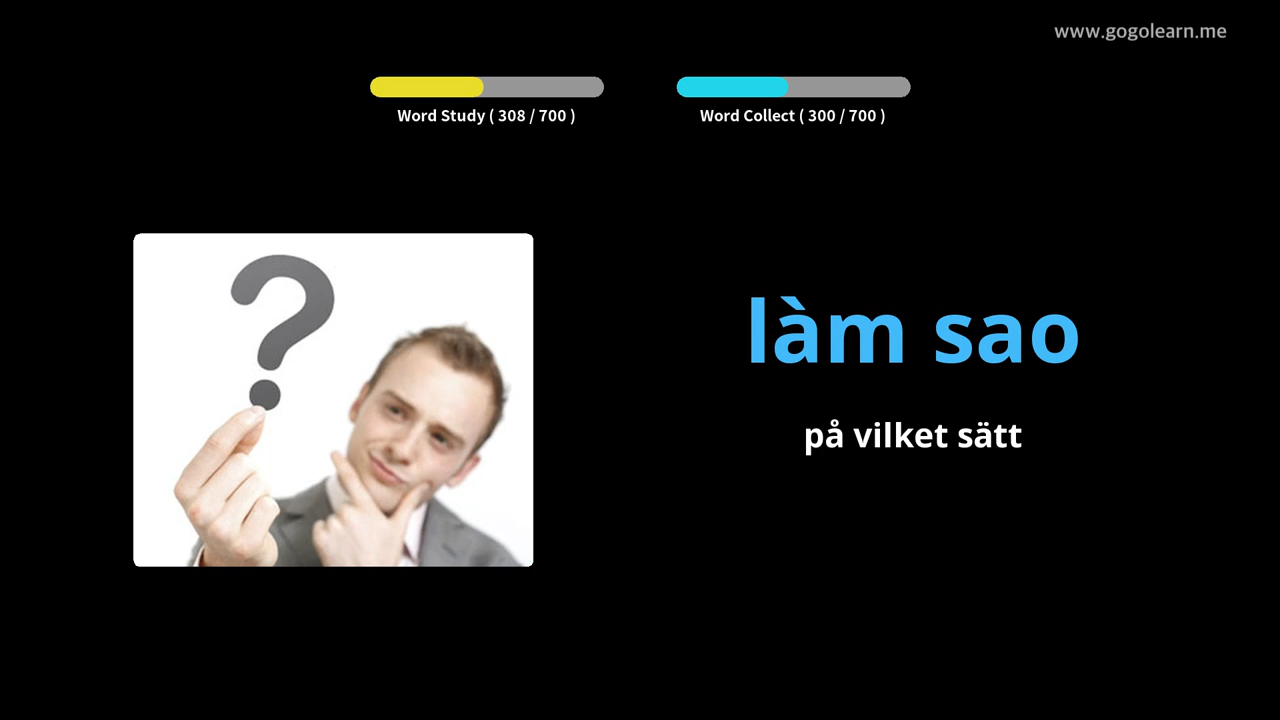 www.gogolearn.me
Word Study ( 308 / 700 )
Word Collect ( 300 / 700 )
làm sao
på vilket sätt